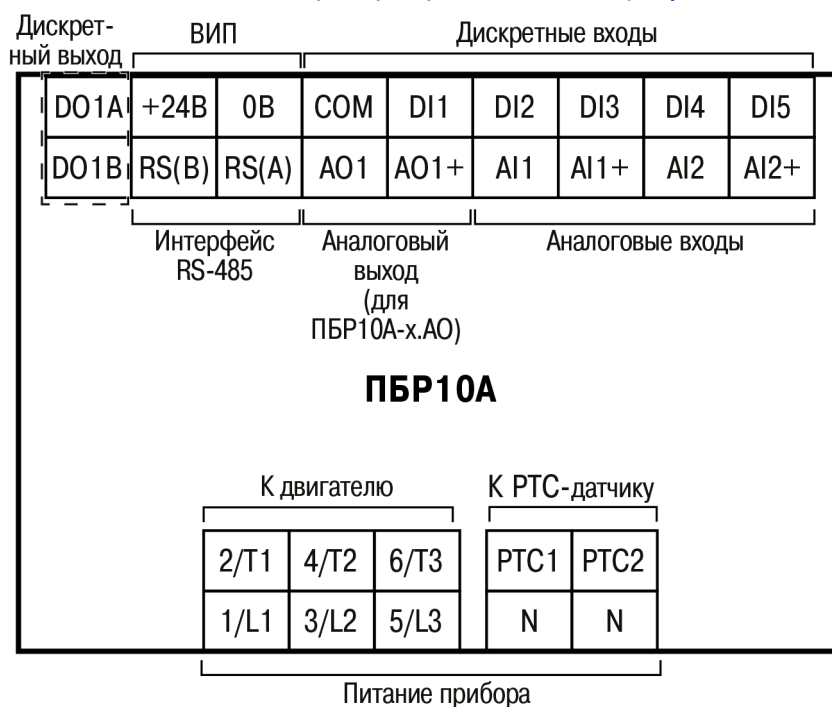 Дискрет-
ный выход
ВИП
Дискретные входы
DO1A +24В 0В COM DI1 DI2 DI3 DI4 DI5
DO1B RS(B) RS(A) AO1 AO1+ AI1 AI1+ AI2 AI2+
Интерфейс
RS-485
Аналоговый
выход
(для
ПБР10А-х.АО)
Аналоговые входы
ПБР10А
К двигателю
К РТС-датчику
2/T1 4/T2 6/T3 PTC1 PTC2
1/L1 3/L2 5/L3 N N
Питание прибора